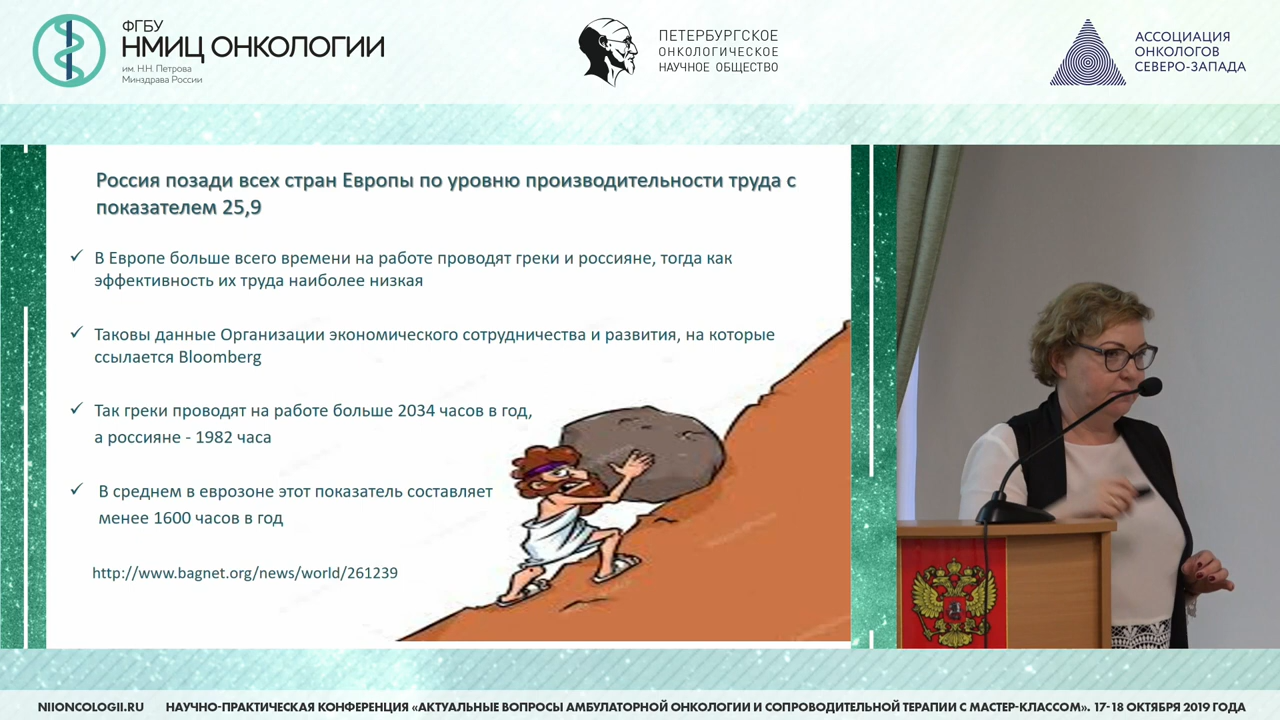 ФГБУ
НМИЦ ОНКОЛОГИИ
им. Н.Н. Петрова
Минздрава России
ПЕТЕРБУРГСКОЕ
ОНКОЛОГИЧЕСКОЕ
НАУЧНОЕ ОБЩЕСТВО
АССОЦИАЦИЯ
ОНКОЛОГОВ
СЕВЕРО-ЗАПАДА
Россия позади всех стран Европы по уровню производительности труда с
показателем 25,9
✓ В Европе больше всего времени на работе проводят греки и россияне, тогда как
эффективность их труда наиболее низкая
✓ Таковы данные Организации экономического сотрудничества и развития, на которые
ссылается Bloomberg
✓ Так греки проводят на работе больше 2034 часов в год,
а россияне - 1982 часа
✓ В среднем в еврозоне этот показатель составляет
менее 1600 часов в год
http://www.bagnet.org/news/world/261239
NIIONCOLOGII.RU НАУЧНО-ПРАКТИЧЕСКАЯ КОНФЕРЕНЦИЯ «АКТУАЛЬНЫЕ ВОПРОСЫ АМБУЛАТОРНОЙ ОНКОЛОГИИ И СОПРОВОДИТЕЛЬНОЙ ТЕРАПИИ С МАСТЕР-КЛАССОМ». 17-18 ОКТЯБРЯ 2019 ГОДА